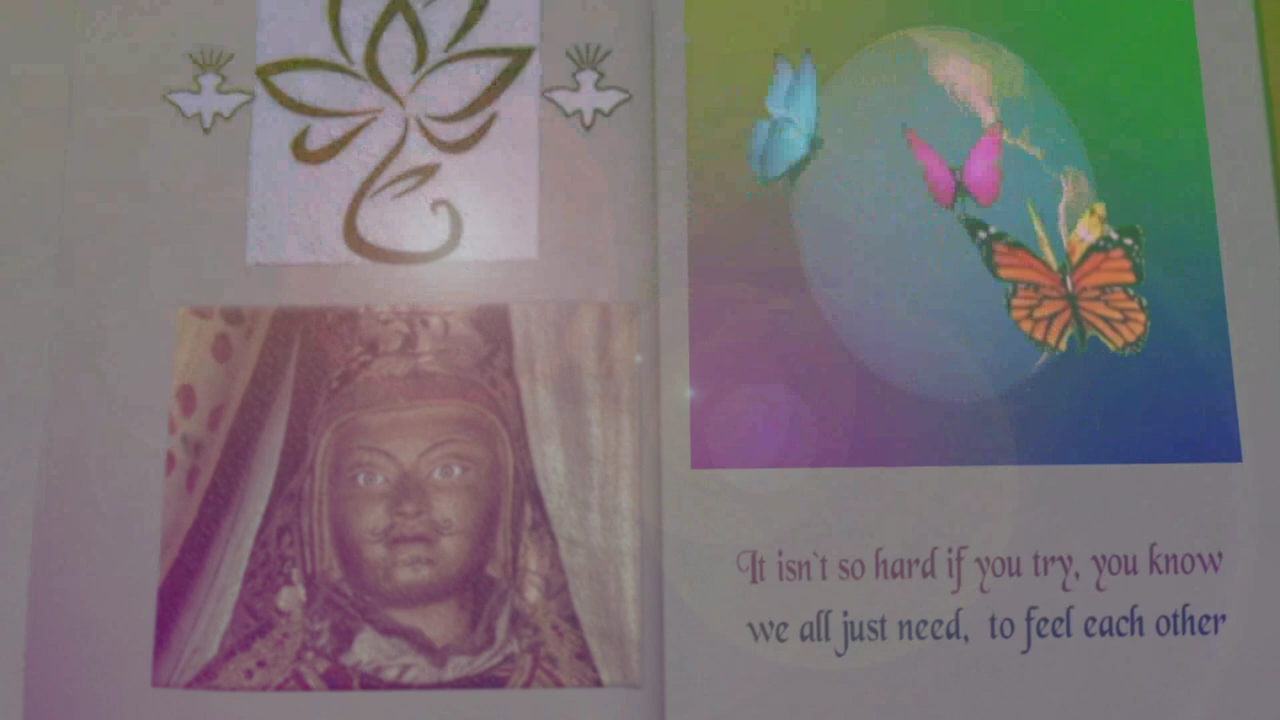 It isn`t so hard if you try, you know
we all just need,  to feel each other